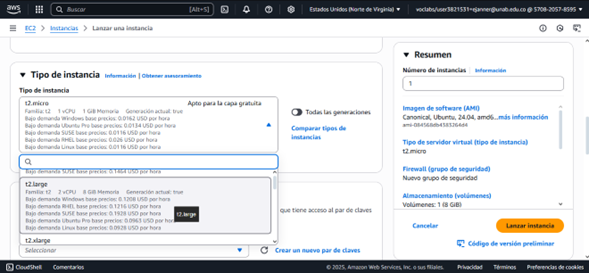 aws
Buscar
[Alt+S]
Estados Unidos (Norte de Virginia)
voclabs/user3821531=ejanner@unab.edu.co @ 5708-2057-8595
EC2 > Instancias > Lanzar una instancia
Tipo de instancia Información | Obtener asesoramiento
Tipo de instancia
t2.micro Apto para la capa gratuita
Familia: t2 1 vCPU 1 GiB Memoria Generación actual: true
Bajo demanda Windows base precios: 0.0162 USD por hora
Bajo demanda Ubuntu Pro base precios: 0.0134 USD por hora
Bajo demanda SUSE base precios: 0.0116 USD por hora
Bajo demanda RHEL base precios: 0.026 USD por hora
Bajo demanda Linux base precios: 0.0116 USD por hora
Todas las generaciones
Comparar tipos de
instancias
Bajo demanda SUSE base precios: 0.1464 USD por hora
t2.large
Familia: t2 2 vCPU 8 GiB Memoria Generación actual: true
Bajo demanda Windows base precios: 0.1208 USD por hora
Bajo demanda RHEL base precios: 0.1216 USD por hora
Bajo demanda SUSE base precios: 0.1928 USD por hora
Bajo demanda Ubuntu Pro base precios: 0.0963 USD por hora
Bajo demanda Linux base precios: 0.0928 USD por hora
t2.large
t2.xlarge
que tiene acceso al par de claves
Seleccionar
Crear un nuevo par de claves
Resumen
Número de instancias Información
1
Imagen de software (AMI)
Canonical, Ubuntu, 24.04, amd6...más información
Tipo de servidor virtual (tipo de instancia)
t2.micro
Firewall (grupo de seguridad)
Nuevo grupo de seguridad
Almacenamiento (volúmenes)
Volúmenes: 1 (8 GiB)
Cancelar
Lanzar instancia
Código de versión preliminar
CloudShell Comentarios
© 2025, Amazon Web Services, Inc. o sus filiales. Privacidad Términos Preferencias de cookies